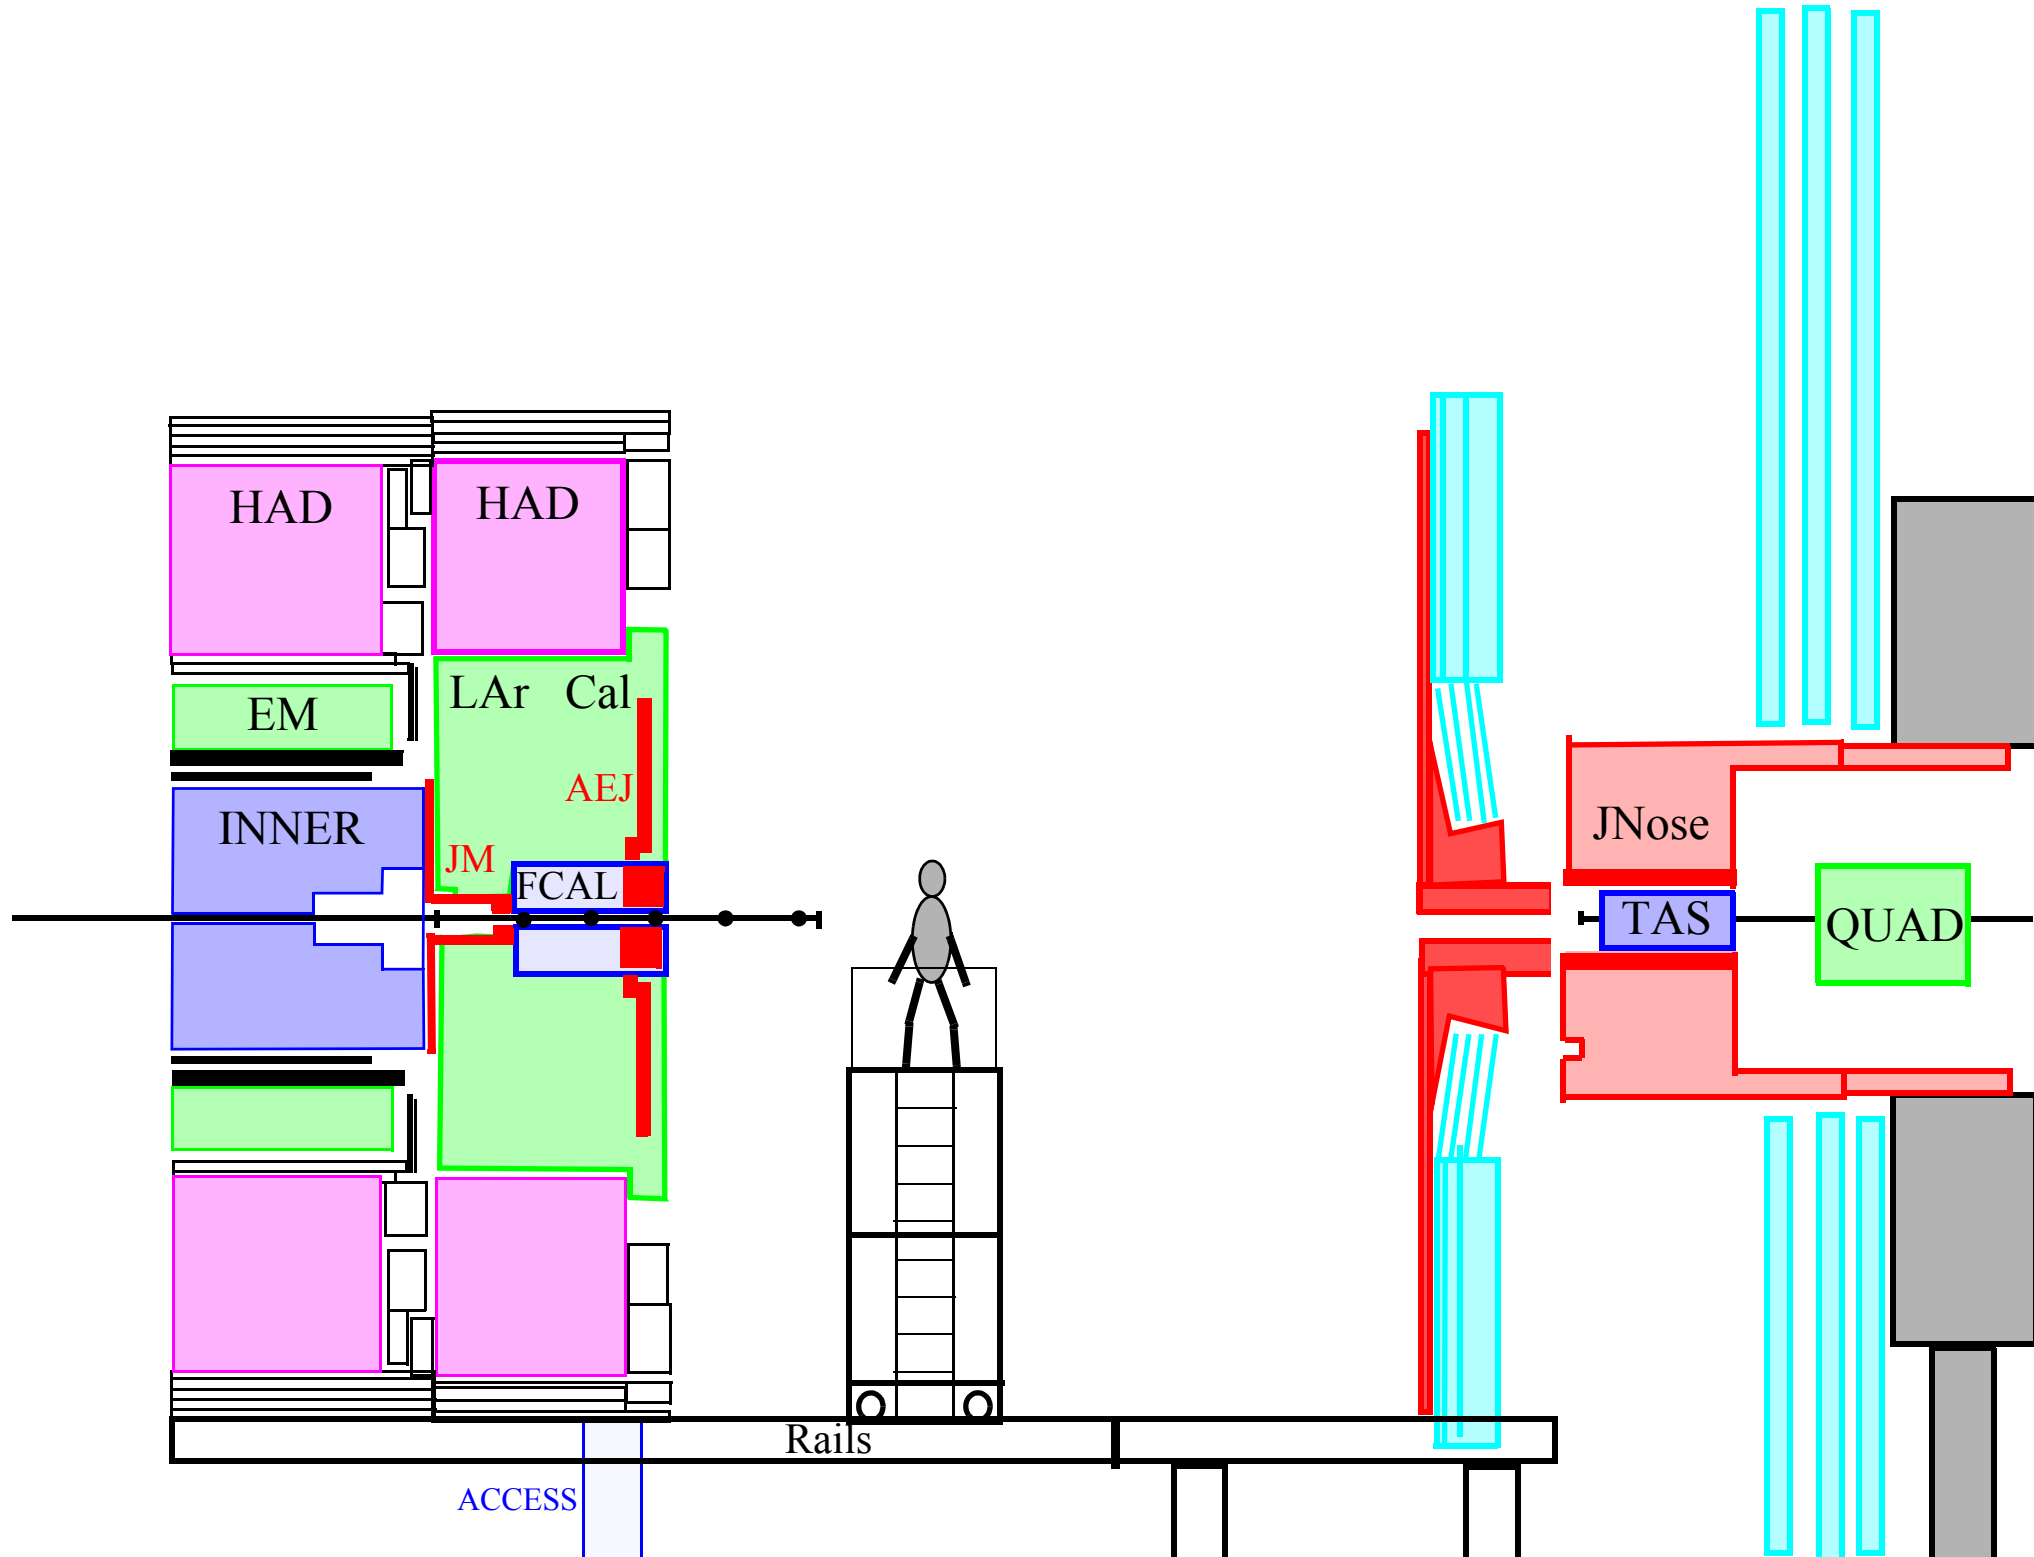 HAD
HAD
LAr Cal
EM
AEJ
INNER
JNose
JM
FCAL
TAS
QUAD
Rails
ACCESS